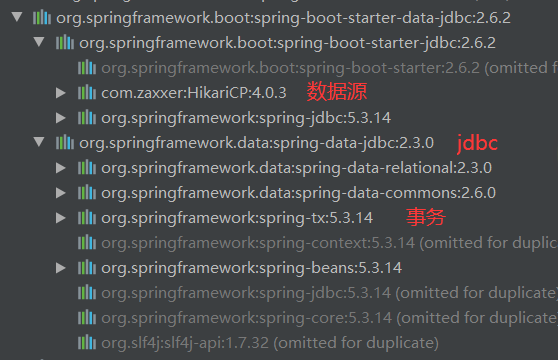 org.springframework.boot:spring-boot-starter-data-jdbc:2.6.2
org.springframework.boot:spring-boot-starter-jdbc:2.6.2
org.springframework.boot:spring-boot-starter:2.6.2 (omitted f
com.zaxxer:HikariCP:4.0.3 数据源
org.springframework:spring-jdbc:5.3.14
org.springframework.data:spring-data-jdbc:2.3.0 jdbc
org.springframework.data:spring-data-relational:2.3.0
org.springframework.data:spring-data-commons:2.6.0
org.springframework:spring-tx:5.3.14 事务
org.springframework:spring-context:5.3.14 (omitted for duplicate)
org.springframework:spring-beans:5.3.14
org.springframework:spring-jdbc:5.3.14 (omitted for duplicate)
org.springframework:spring-core:5.3.14 (omitted for duplicate)
org.slf4j:slf4j-api:1.7.32 (omitted for duplicate)